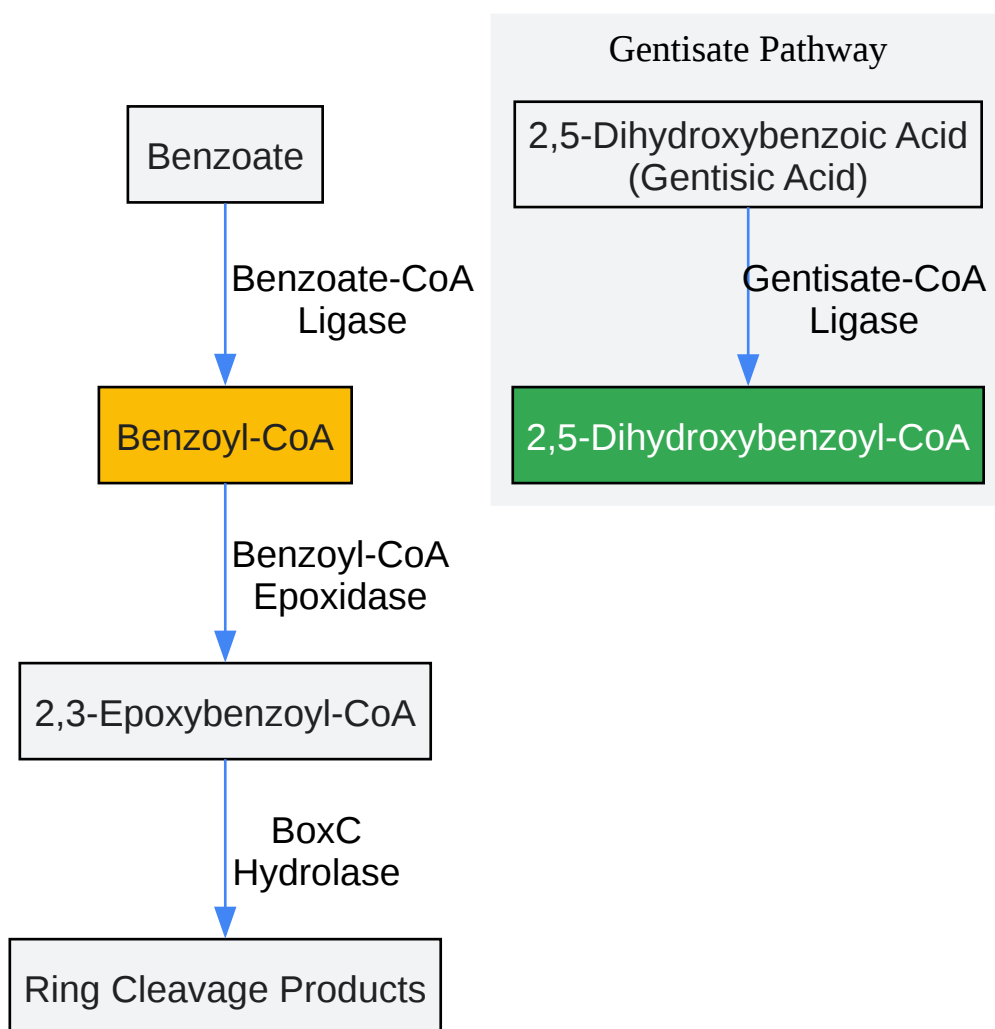 Gentisate Pathway
Benzoate
2,5-Dihydroxybenzoic Acid
(Gentisic Acid)
Benzoate-CoA
Ligase
Gentisate-CoA
Ligase
Benzoyl-CoA
2,5-Dihydroxybenzoyl-CoA
Benzoyl-CoA
Epoxidase
2,3-Epoxybenzoyl-CoA
BoxC
Hydrolase
Ring Cleavage Products